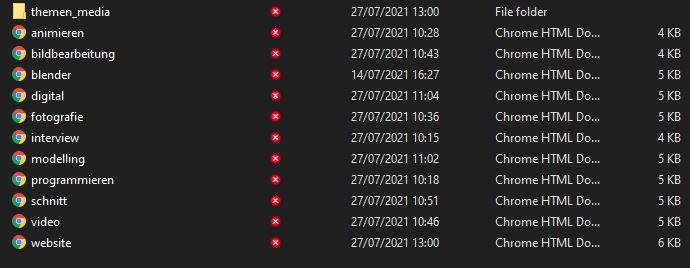 themen_media 27/07/2021 13:00 File folder
animieren 27/07/2021 10:28 Chrome HTML Do... 4 KB
bildbearbeitung 27/07/2021 10:43 Chrome HTML Do... 4 KB
blender 14/07/2021 16:27 Chrome HTML Do... 5 KB
digital 27/07/2021 11:04 Chrome HTML Do... 5 KB
fotografie 27/07/2021 10:36 Chrome HTML Do... 5 KB
interview 27/07/2021 10:15 Chrome HTML Do... 4 KB
modelling 27/07/2021 11:02 Chrome HTML Do... 5 KB
programmieren 27/07/2021 10:18 Chrome HTML Do... 5 KB
schnitt 27/07/2021 10:51 Chrome HTML Do... 5 KB
video 27/07/2021 10:46 Chrome HTML Do... 5 KB
website 27/07/2021 13:00 Chrome HTML Do... 6 KB